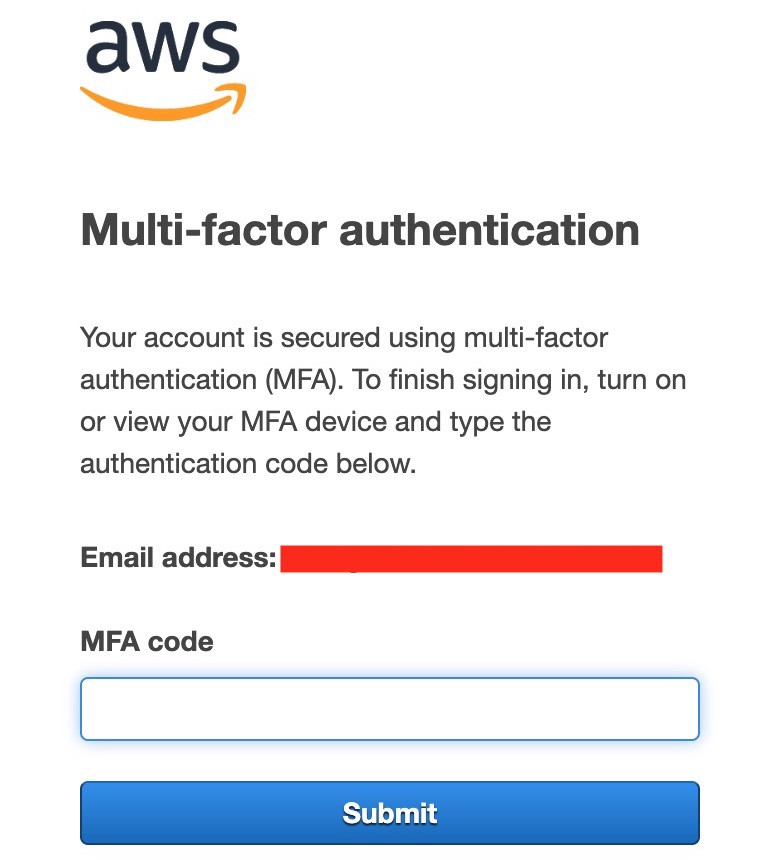 aws
Multi-factor authentication
Your account is secured using multi-factor
authentication (MFA). To finish signing in, turn on
or view your MFA device and type the
authentication code below.
Email address:
MFA code
Submit